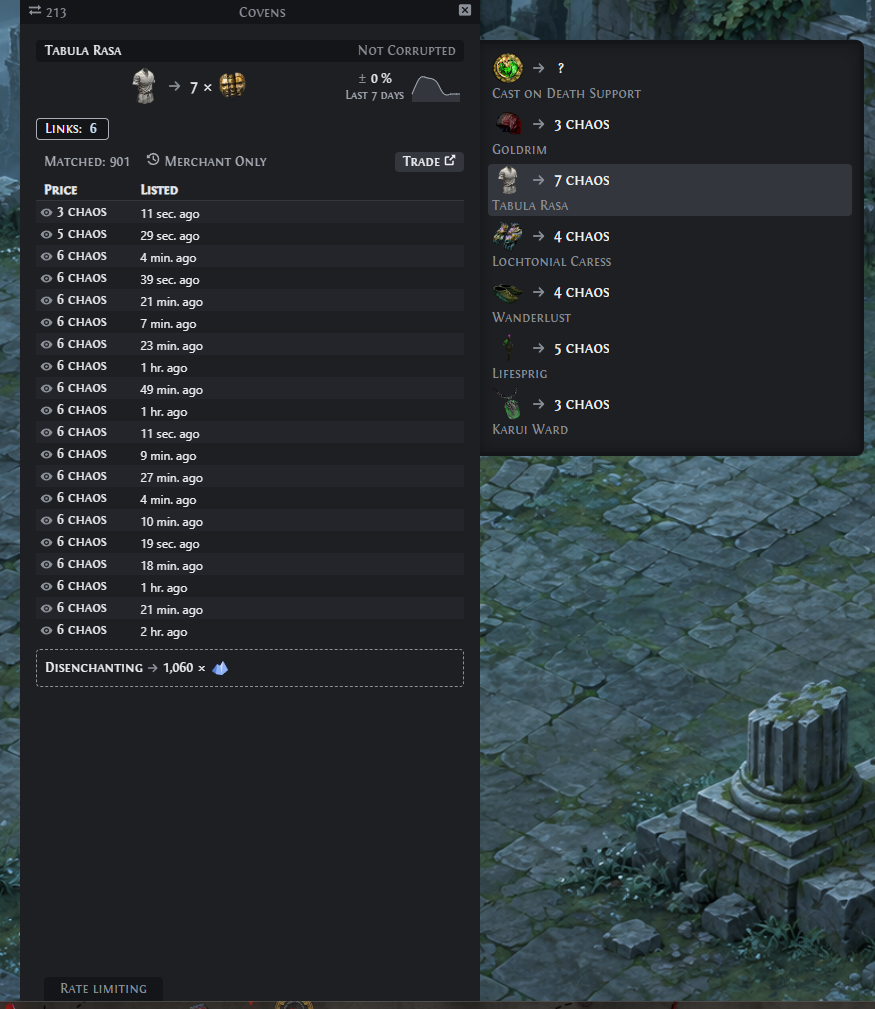 213
Covens
Tabula Rasa Not Corrupted
7 ×
± 0 %
Last 7 days
Links: 6
Matched: 901 Merchant Only Trade
Price Listed
3 chaos 11 sec. ago
5 chaos 29 sec. ago
6 chaos 4 min. ago
6 chaos 39 sec. ago
6 chaos 21 min. ago
6 chaos 7 min. ago
6 chaos 23 min. ago
6 chaos 1 hr. ago
6 chaos 49 min. ago
6 chaos 1 hr. ago
6 chaos 11 sec. ago
6 chaos 9 min. ago
6 chaos 27 min. ago
6 chaos 4 min. ago
6 chaos 10 min. ago
6 chaos 19 sec. ago
6 chaos 18 min. ago
6 chaos 1 hr. ago
6 chaos 21 min. ago
6 chaos 2 hr. ago
Disenchanting → 1,060 ×
Rate limiting
→ ?
Cast on Death Support
→ 3 chaos
Goldrim
→ 7 chaos
Tabula Rasa
→ 4 chaos
Lochtonial Caress
→ 4 chaos
Wanderlust
→ 5 chaos
Lifesprig
→ 3 chaos
Karui Ward